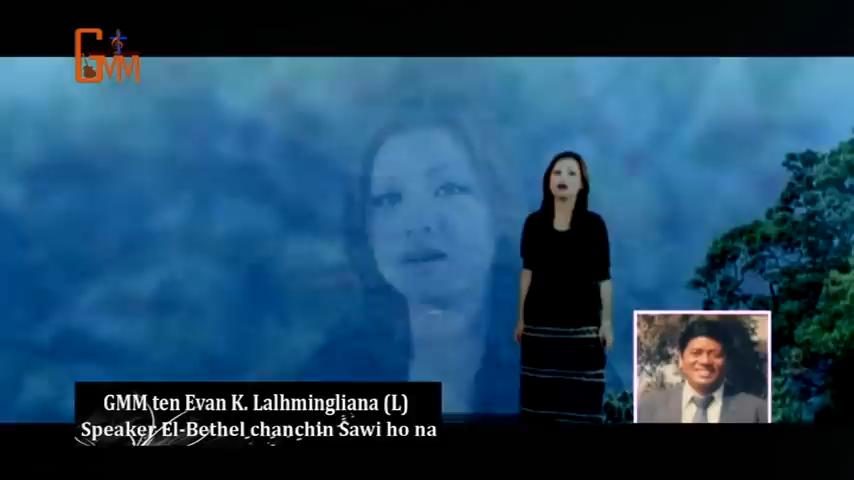 GMM
GMM ten Evan K. Lalhmingliana (L)
Speaker El-Bethel chanchin Sawi ho na